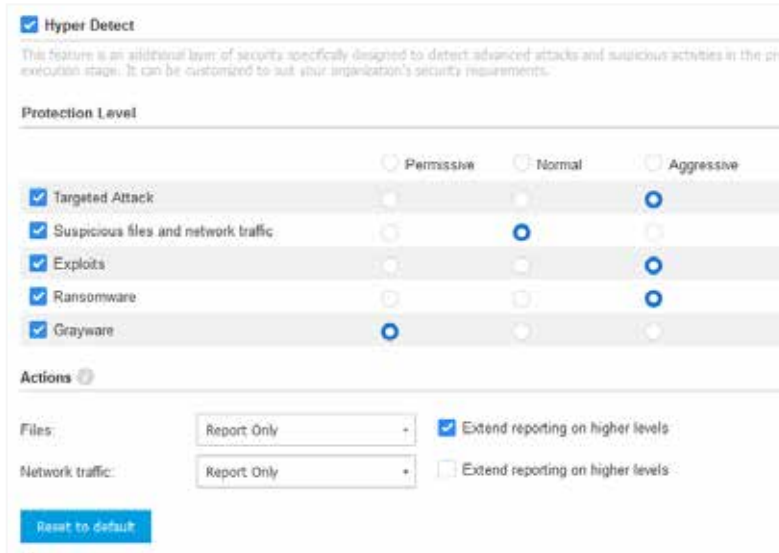 Hyper Detect
This feature is an additional layer of security specifically designed to detect advanced attacks and suspicious activities in the
execution stage. It can be customized to suit your organization's security requirements.
Protection Level
Permissive Normal Aggressive
Targeted Attack
Suspicious files and network traffic
Exploits
Ransomware
Grayware
Actions
Files: Report Only Extend reporting on higher levels
Network traffic: Report Only Extend reporting on higher levels
Reset to default